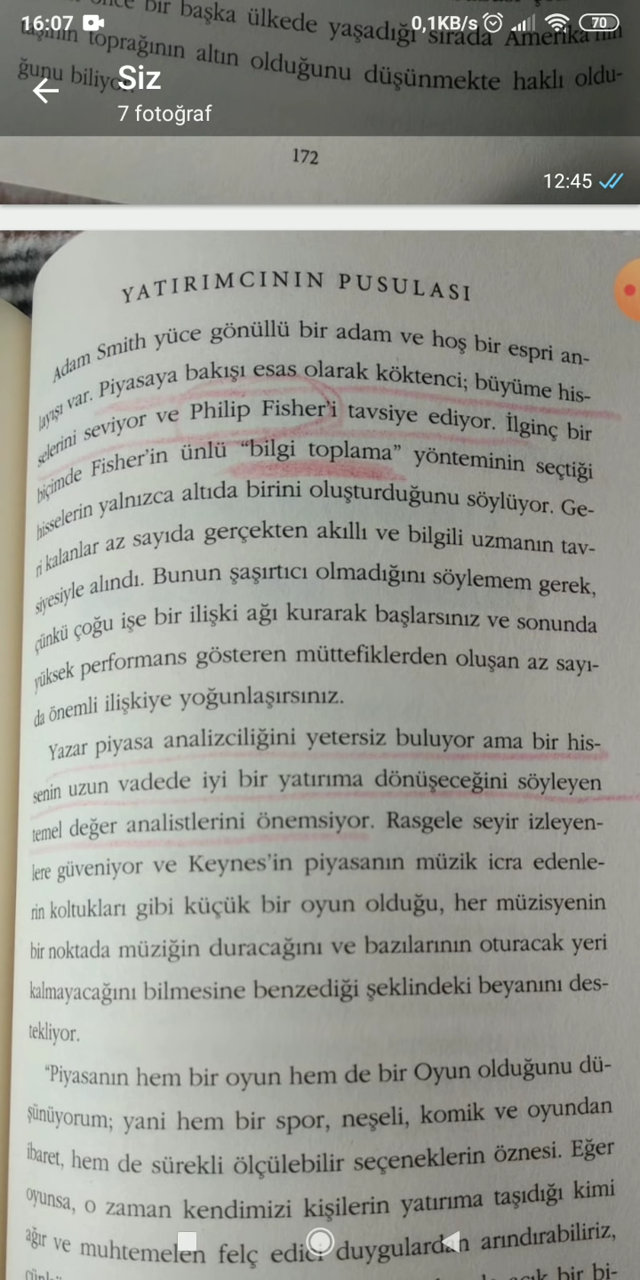 bir başka ülkede yaşadığı sırada Amerika'nın
16:07 0,1KB/s 70
toprağının altın olduğunu düşünmekte haklı oldu-
ğunu
Siz
7 fotoğraf
172
12:45
YATIRIMCININ PUSULASI
Adam Smith yüce gönüllü bir adam ve hoş bir espri an-
layışı var. Piyasaya bakışı esas olarak köktenci; büyüme his-
selerini seviyor ve Philip Fisher'i tavsiye ediyor. İlginç bir
biçimde Fisher'in ünlü “bilgi toplama” yönteminin seçtiği
hisselerin yalnızca altıda birini oluşturduğunu söylüyor. Ge-
ri kalanlar az sayıda gerçekten akıllı ve bilgili uzmanın tav-
siyesiyle alındı. Bunun şaşırtıcı olmadığını söylemem gerek,
çünkü çoğu işe bir ilişki ağı kurarak başlarsınız ve sonunda
yüksek performans gösteren müttefiklerden oluşan az sayı-
da önemli ilişkiye yoğunlaşırsınız.
Yazar piyasa analizciliğini yetersiz buluyor ama bir his-
senin uzun vadede iyi bir yatırıma dönüşeceğini söyleyen
temel değer analistlerini önemsiyor. Rasgele seyir izleyen-
lere güveniyor ve Keynes'in piyasanın müzik icra edenle-
rin koltukları gibi küçük bir oyun olduğu, her müzisyenin
bir noktada müziğin duracağını ve bazılarının oturacak yeri
kalmayacağını bilmesine benzediği şeklindeki beyanını des-
tekliyor.
“Piyasanın hem bir oyun hem de bir Oyun olduğunu dü-
şünüyorum; yani hem bir spor, neşeli, komik ve oyundan
ibaret, hem de sürekli ölçülebilir seçeneklerin öznesi. Eğer
oyunsa, o zaman kendimizi kişilerin yatırıma taşıdığı kimi
ağır ve muhtemelen felç edici duygulardan arındırabiliriz,
bir bi-